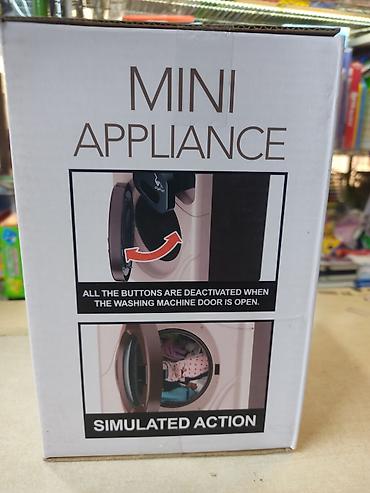 MINI
APPLIANCE
ALL THE BUTTONS ARE DEACTIVATED WHEN
THE WASHING MACHINE DOOR IS OPEN.
SIMULATED ACTION